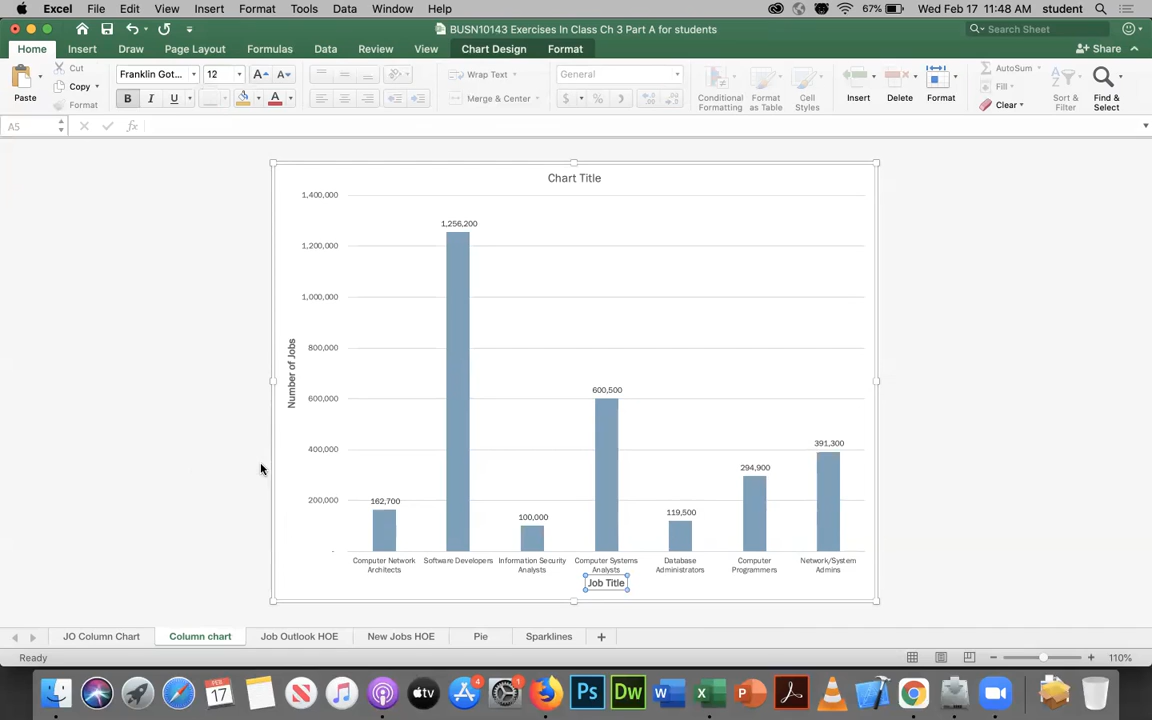 Excel File Edit View Insert Format Tools Data Window Help 67% Wed Feb 17 11:48 AM student
BUSN10143 Exercises In Class Ch 3 Part A for students Search Sheet
Home Insert Draw Page Layout Formulas Data Review View Chart Design Format Share
Cut Franklin Got... 12 A A Wrap Text General AutoSum
Copy Fill
Paste Format B I U A Merge & Center $ % Conditional Formatting Format as Table Cell Styles Insert Delete Format Clear Sort & Filter Find & Select
A5 fx
Chart Title
1,400,000
1,256,200
1,200,000
1,000,000
800,000
Number of Jobs
600,500
600,000
391,300
400,000
294,900
162,700
200,000
119,500
100,000
-
Computer Network Software Developers Information Security Computer Systems Database Computer Network/System
Architects Analysts Analysts Administrators Programmers Admins
Job Title
JO Column Chart Column chart Job Outlook HOE New Jobs HOE Pie Sparklines +
Ready 110%
FEB
17 tv 4 1 Ps Dw W X P